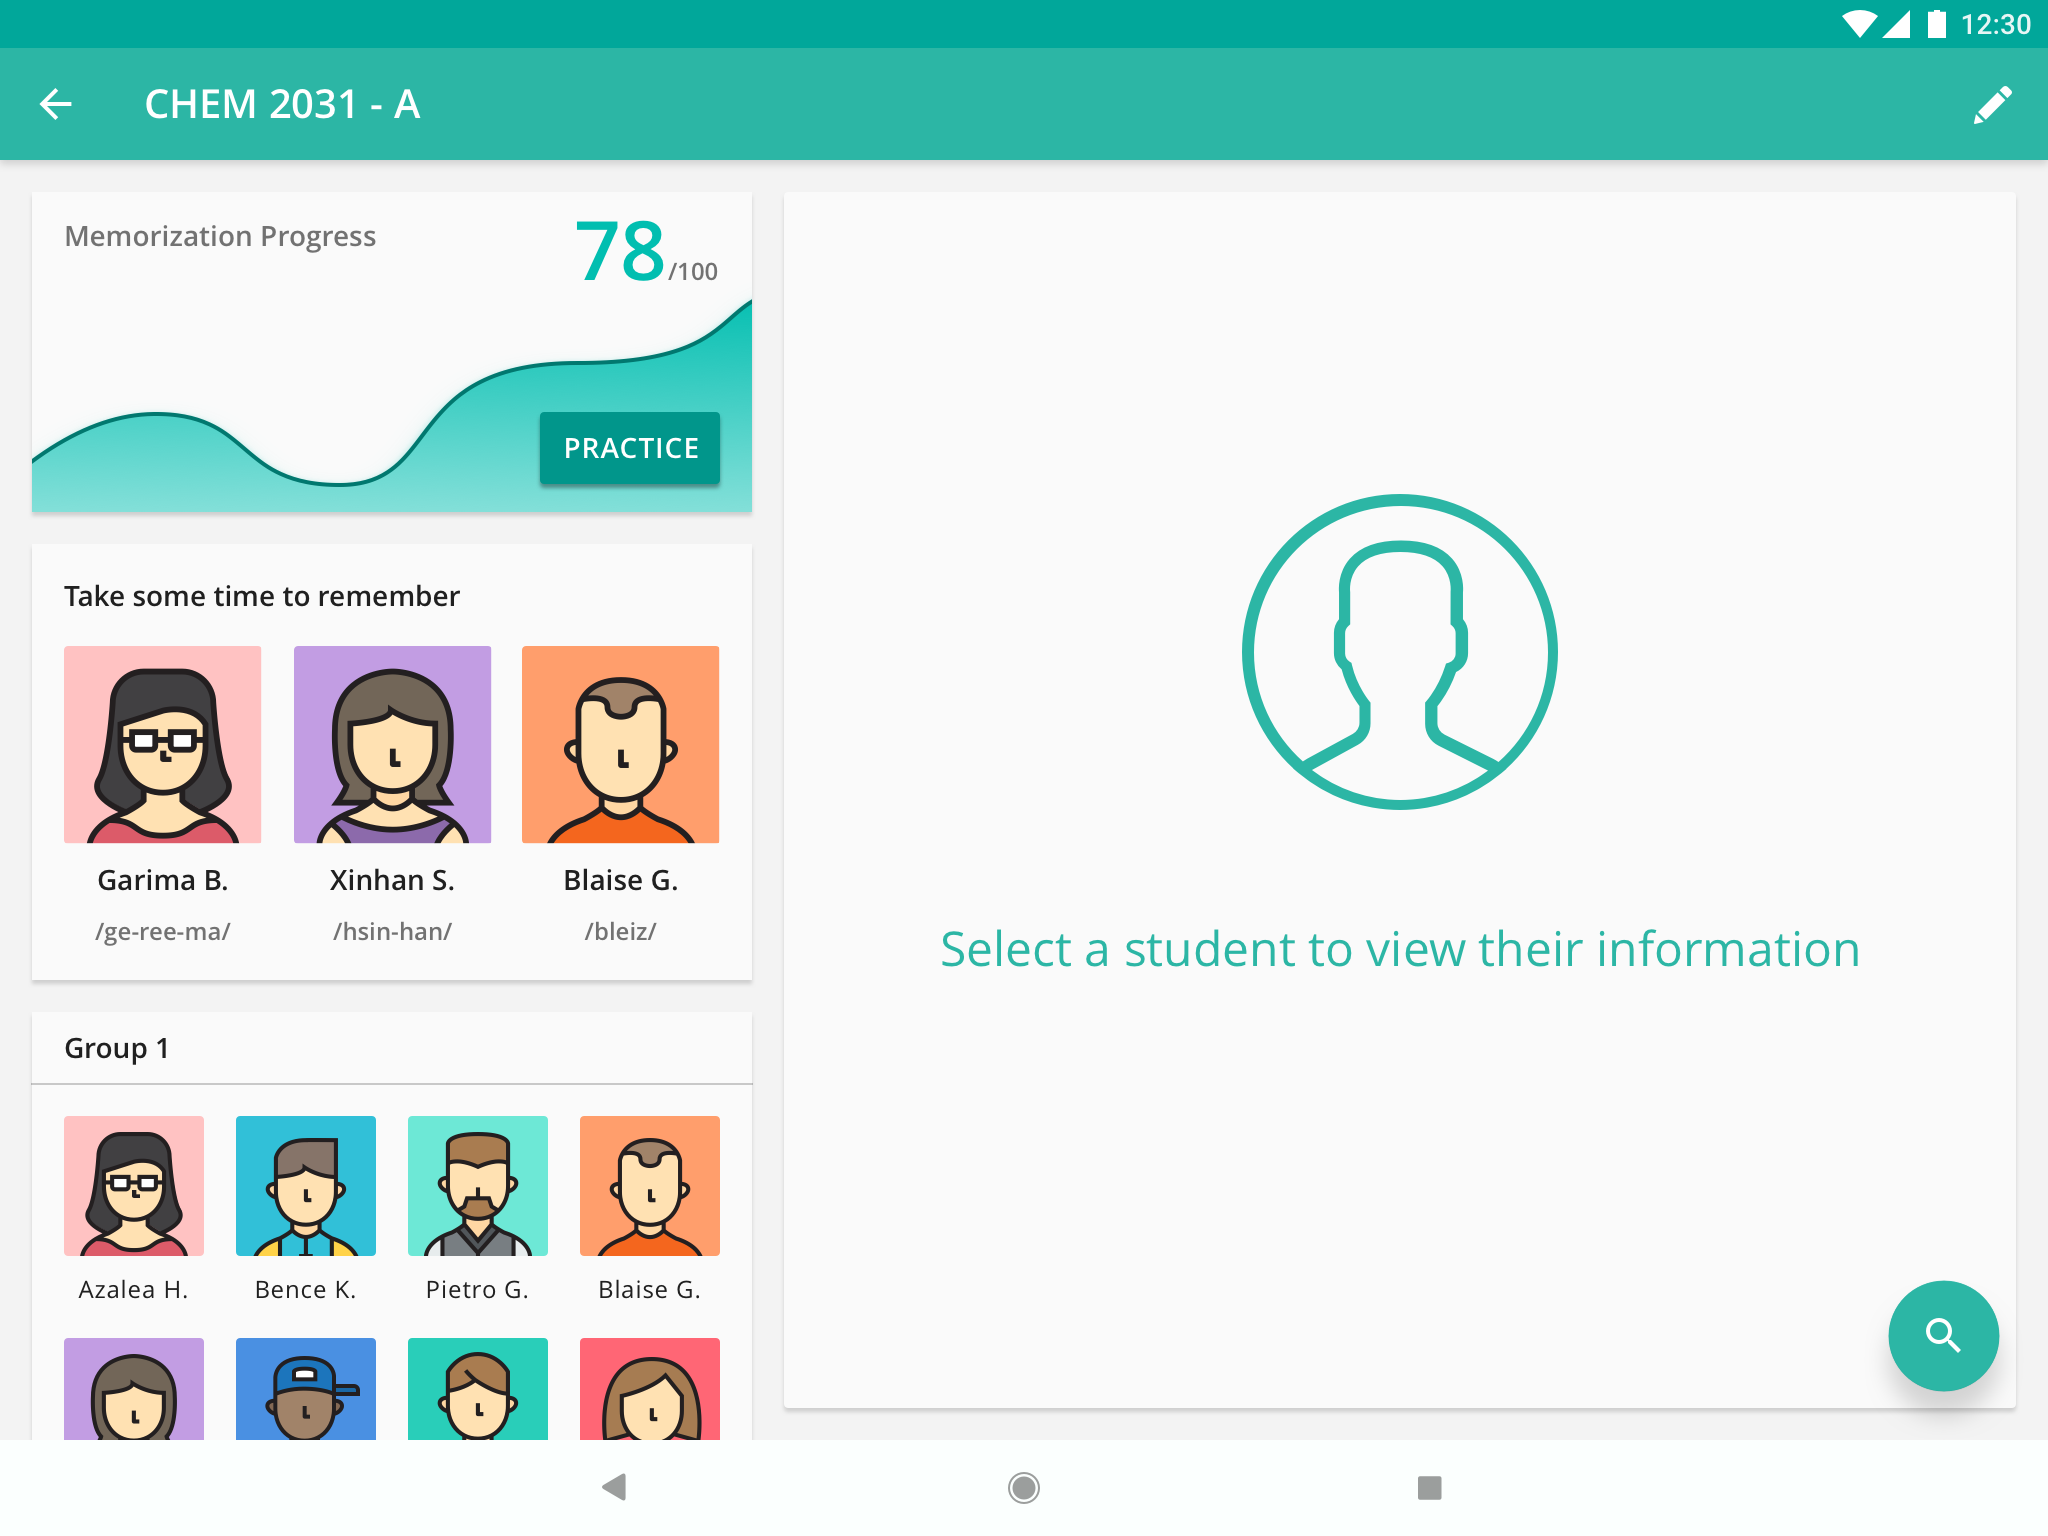 12:30
CHEM 2031 - A
Memorization Progress
78/100
PRACTICE
Take some time to remember
Garima B.
Xinhan S.
Blaise G.
/ge-ree-ma/
/hsin-han/
/bleiz/
Group 1
Azalea H.
Bence K.
Pietro G.
Blaise G.
Select a student to view their information